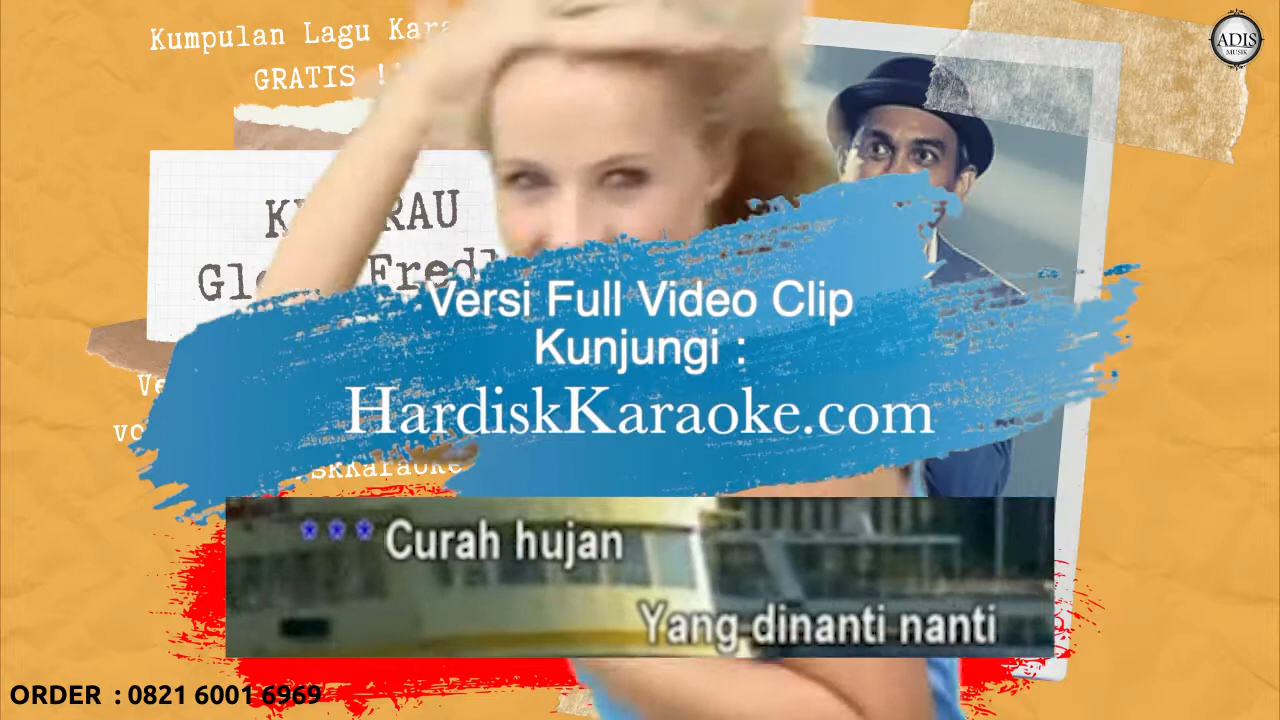 Kumpulan Lagu
GRATIS !
ADIS
MUSIK
Versi Full Video Clip
Kunjungi :
HardiskKaraoke.com
*** Curah hujan
Yang dinanti nanti
ORDER : 0821 6001 6969